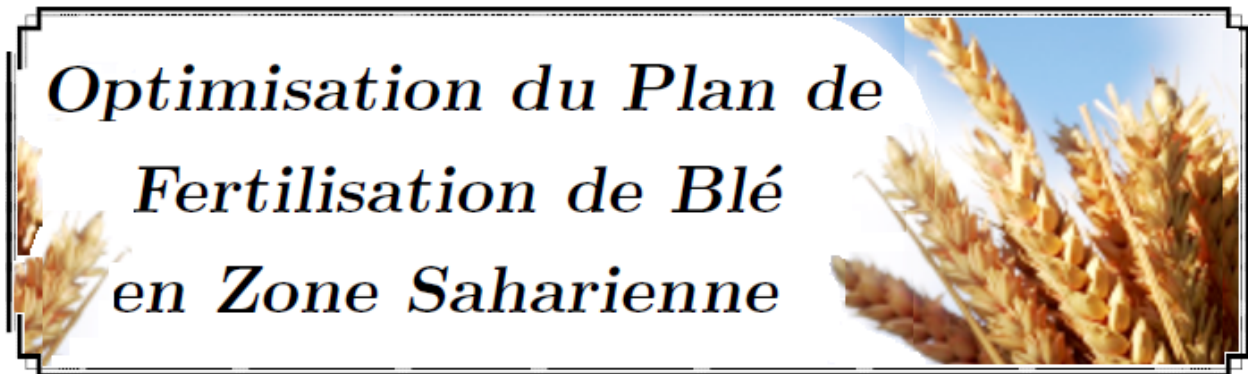 Optimisation du Plan de
Fertilisation de Blé
en Zone Saharienne